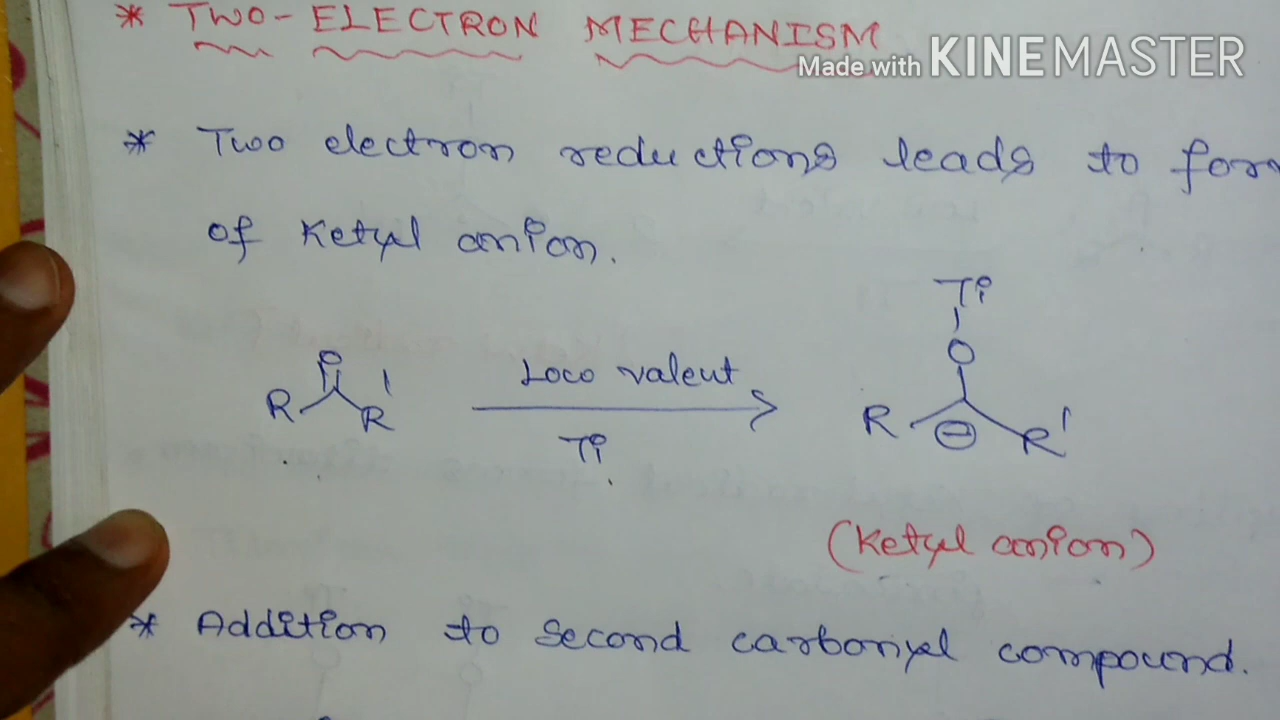 * TWO-ELECTRON MECHANISM
Made with KINEMASTER
* Two electron reductions leads to for
of Ketyl anion.
Ti
O
O
R R'
Loco valent
Ti
R ⊖ R'
(Ketyl anion)
* Addition to second carbonyl compound.